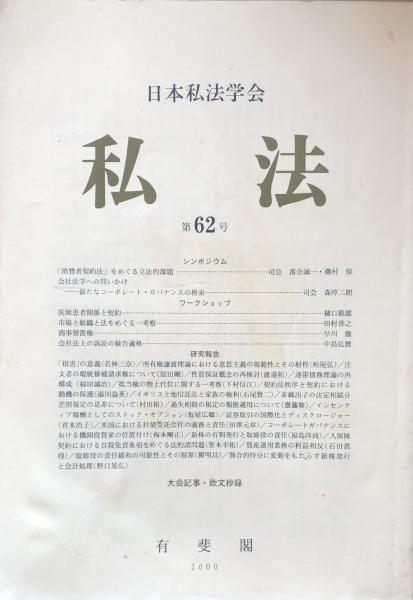 日本私法学会
私法
第62号
シンポジウム
「消費者契約法」をめぐる立法的課題……司会 落合誠一・磯村 保
会社法学への問いかけ
――新たなコーポレート・ガバナンスの模索……司会 森淳二朗
ワークショップ
医師患者関係と契約……樋口範雄
市場と組織と法をめぐる一考察……田村善之
商事留置権……早川 徹
会社法上の訴訟の被告適格……中島弘雅
研究報告
「損害」の意義(若林三奈)／所有権譲渡理論における意思主義の規範性とその射程(松尾弘)／注
文者の瑕疵修補請求権について(原田剛)／性質保証概念の再検討(渡邉拓)／連帯債務理論の再
構成(福田誠治)／抵当権の物上代位に関する一考察(下村信江)／契約法秩序と契約における
動機の保護(湯川益英)／イギリス土地信託法と家族の権利(石尾賢二)／非嫡出子の法定相続分
差別規定の是非について(村田裕)／過失相殺の規定の類推適用について(齋藤修)／インセンテ
ィブ報酬としてのストック・オプション(飯尾広郷)／証券取引の国際化とディスクロージャー
(青木浩子)／米国における社債受託会社の義務と責任(田澤元章)／コーポレートガバナンスに
おける機関投資家の位置付け(梅本剛正)／新株の有利発行と取締役の責任(福島洋尚)／人保険
契約における自殺免責条項をめぐる法的諸問題(笹本幸祐)／資産運用業務の利益相反(石田眞
得)／取締役の責任緩和の可能性とその限界(柳明昌)／割合的持分に変動をもたらす新株発行
と会計処理(野口晃弘)
大会記事・欧文抄録
有斐閣
2000